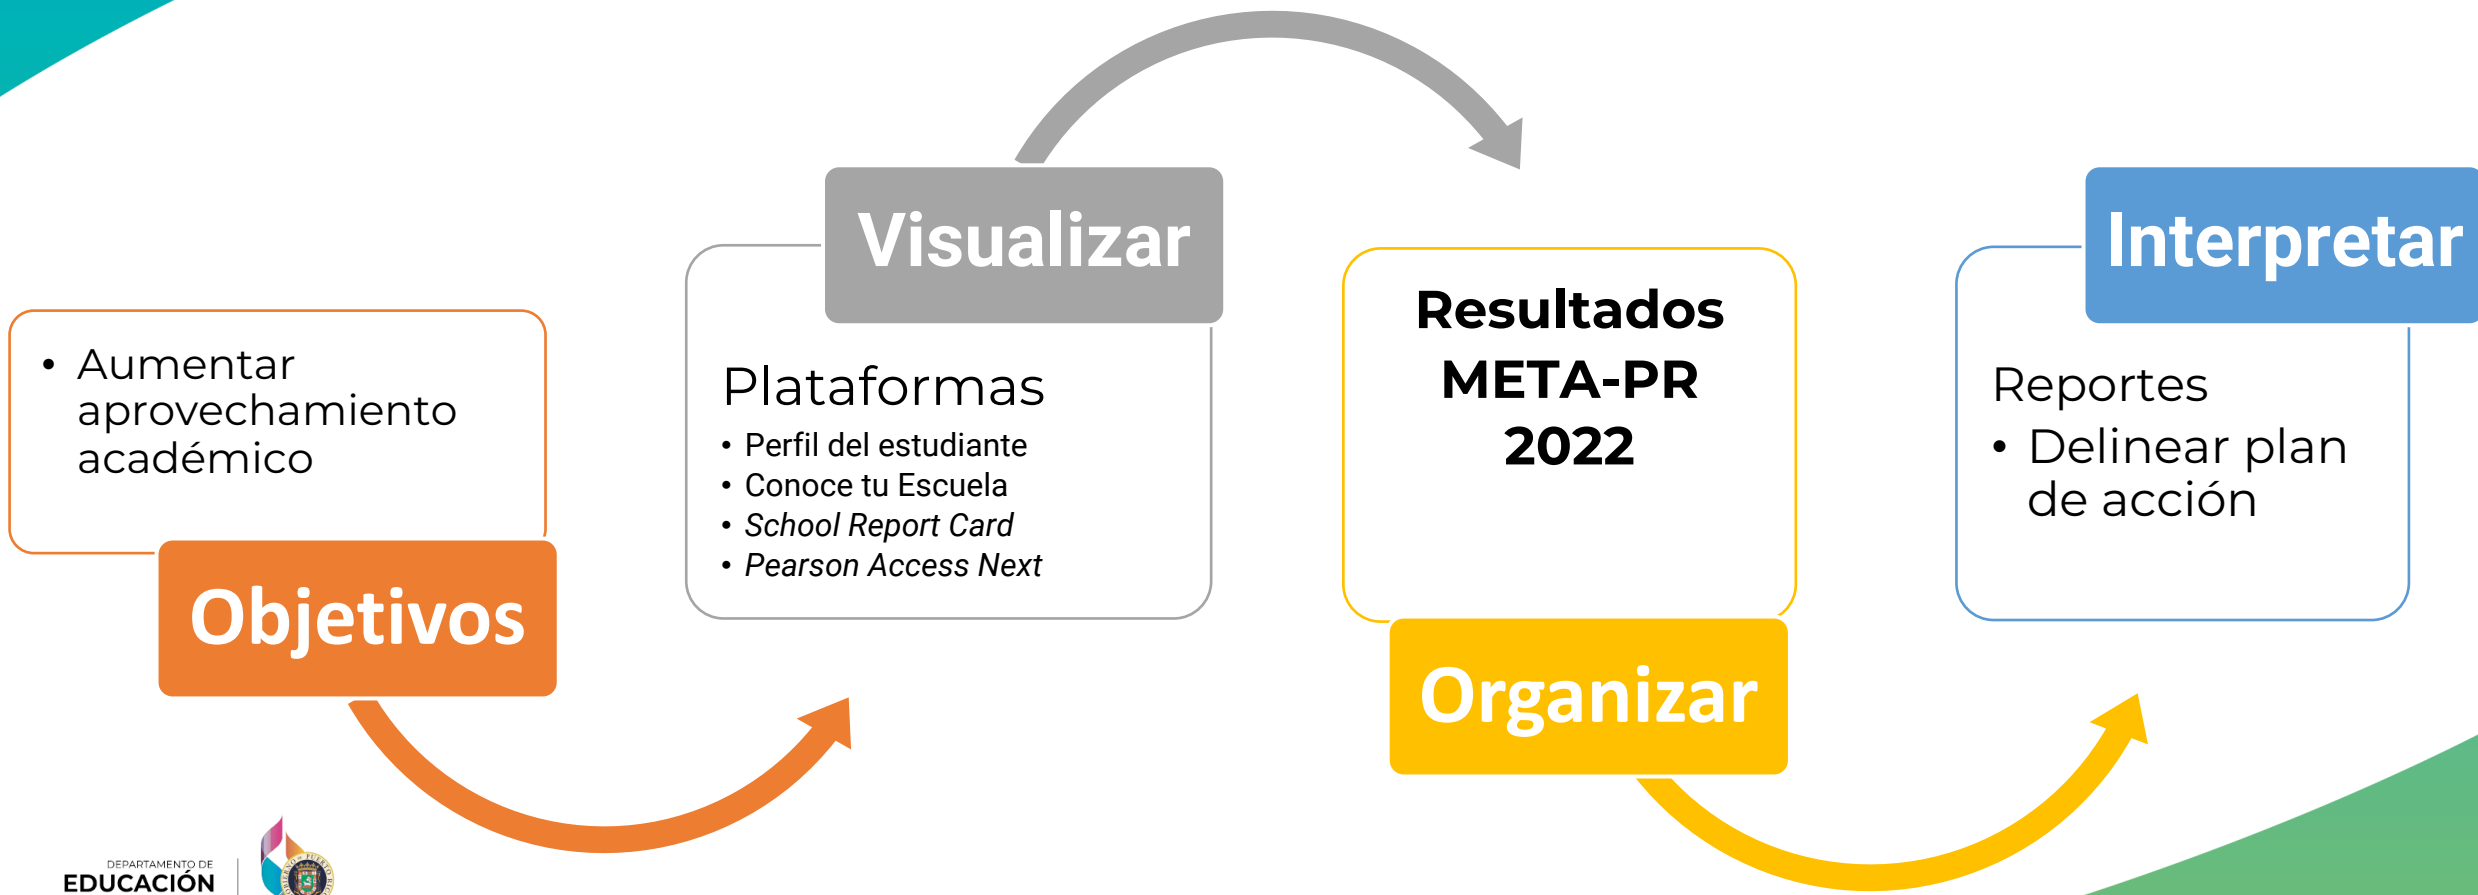 • Aumentar
aprovechamiento
académico
Objetivos
Visualizar
Plataformas
• Perfil del estudiante
• Conoce tu Escuela
• School Report Card
• Pearson Access Next
Resultados
META-PR
2022
Organizar
Interpretar
Reportes
• Delinear plan
de acción
DEPARTAMENTO DE
EDUCACIÓN